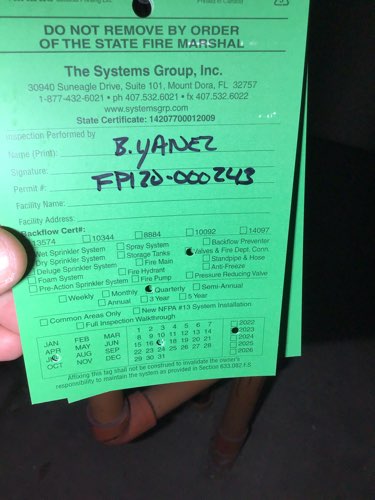 Printed in Canada
DO NOT REMOVE BY ORDER
OF THE STATE FIRE MARSHAL
The Systems Group, Inc.
30940 Suneagle Drive, Suite 101, Mount Dora, FL 32757
1-877-432-6021 • ph 407.532.6021 • fx 407.532.6022
www.systemsgrp.com
State Certificate: 14207700012009
Inspection Performed by
Name (Print): B. YANEZ
Signature:
Permit #: FPI20-000243
Facility Name:
Facility Address:
Backflow Cert#:
13574 10344 8884 10092 14097
Wet Sprinkler System Spray System Backflow Preventer
Dry Sprinkler System Storage Tanks Valves & Fire Dept. Conn.
Deluge Sprinkler System Fire Main Standpipe & Hose
Foam System Fire Hydrant Anti-Freeze
Pre-Action Sprinkler System Fire Pump Pressure Reducing Valve
Weekly Monthly Quarterly Semi-Annual
Annual 3 Year 5 Year
Common Areas Only New NFPA #13 System Installation
Full Inspection Walkthrough
JAN FEB MAR 1 2 3 4 5 6 7 2022
APR MAY JUN 8 9 10 11 12 13 14 2023
AUG SEP 15 16 18 19 20 21 2024
OCT NOV DEC 22 23 24 25 26 27 28 2025
29 30 31 2026
Affixing this tag shall not be construed to invalidate the owner's
responsibility to maintain the system as provided in Section 633.082 F.S